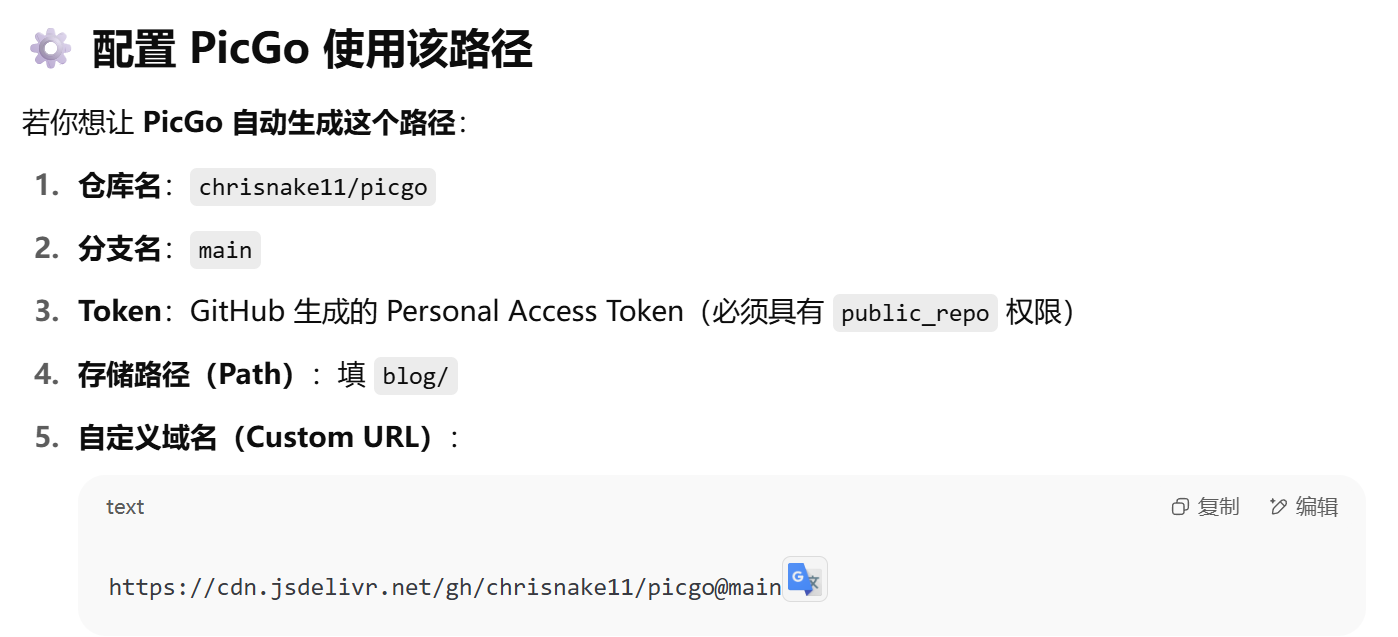 配置 PicGo 使用该路径
若你想让 PicGo 自动生成这个路径：
1. 仓库名： chrisnake11/picgo
2. 分支名： main
3. Token：GitHub 生成的 Personal Access Token（必须具有 public_repo 权限）
4. 存储路径（Path）：填 blog/
5. 自定义域名（Custom URL）：
text 复制 编辑
https://cdn.jsdelivr.net/gh/chrisnake11/picgo@main